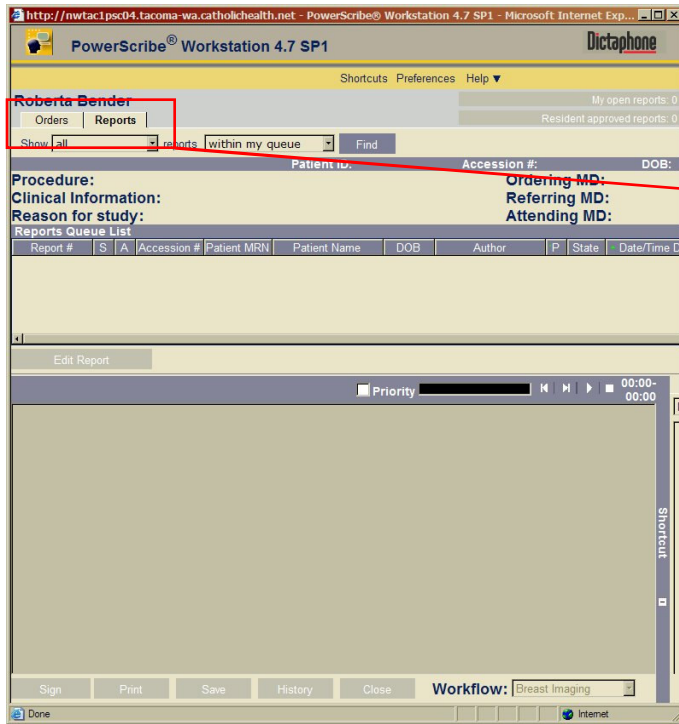 http://nwtac1psc04.tacoma-wa.catholichealth.net - PowerScribe® Workstation 4.7 SP1 - Microsoft Internet Exp...
PowerScribe® Workstation 4.7 SP1
Dictaphone
Shortcuts Preferences Help ▼
Roberta Bender
My open reports: 0
Orders Reports
Resident approved reports: 0
Show all reports within my queue Find
Patient ID: Accession #: DOB:
Procedure: Ordering MD:
Clinical Information: Referring MD:
Reason for study: Attending MD:
Reports Queue List
Report # S A Accession # Patient MRN Patient Name DOB Author P State Date/Time D
Edit Report
Priority 00:00-
00:00
Shortcut
Sign Print Save History Close Workflow: Breast Imaging
Done Internet